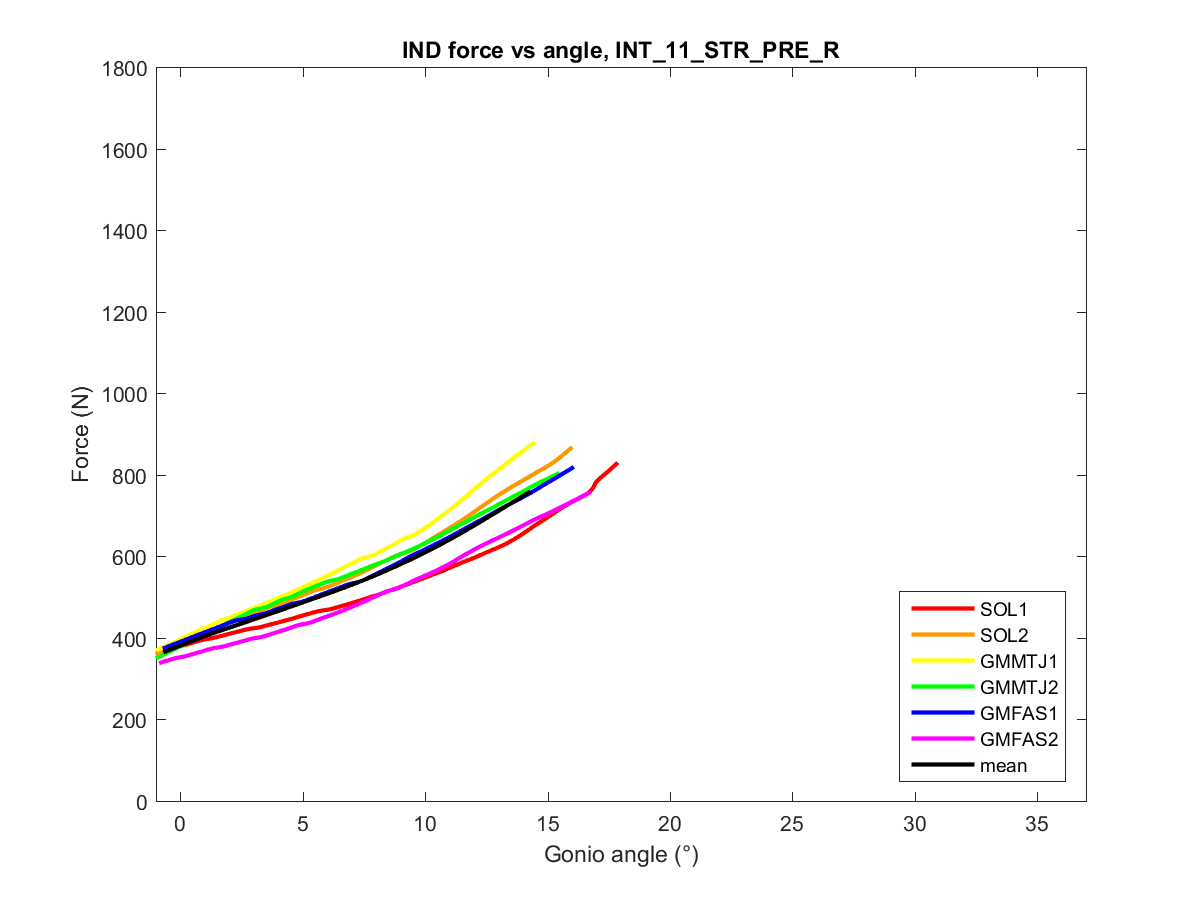 IND force vs angle, INT_11_STR_PRE_R
1800
1600
1400
1200
1000
800
600
400
200
0
Force (N)
0 5 10 15 20 25 30 35
Gonio angle (°)
SOL1
SOL2
GMMTJ1
GMMTJ2
GMFAS1
GMFAS2
mean